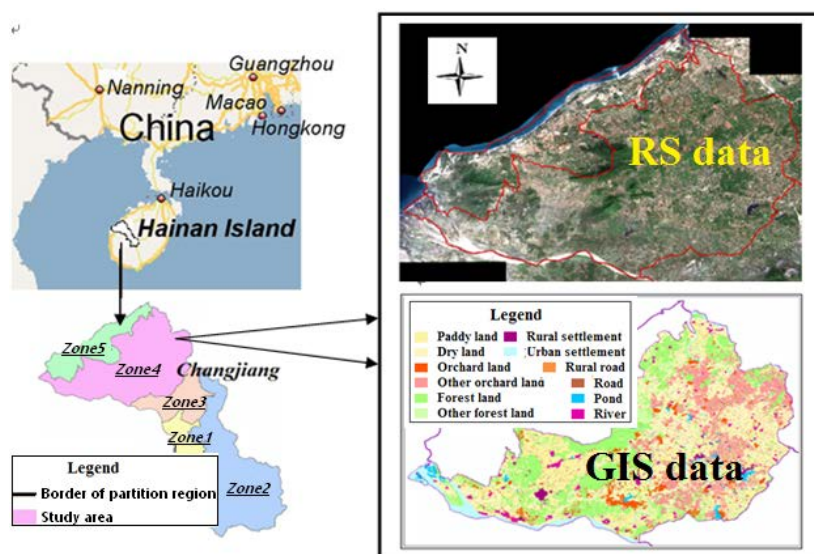 Guangzhou
Nanning
Macao
China
Hongkong
Haikou
Hainan Island
Zone5
Zone4
Changjiang
Zone3
Zone1
Zone2
Legend
Border of partition region
Study area
N
RS data
Legend
Paddy land Rural settlement
Dry land Urban settlement
Orchard land Rural road
Other orchard land Road
Forest land Pond
Other forest land River
GIS data